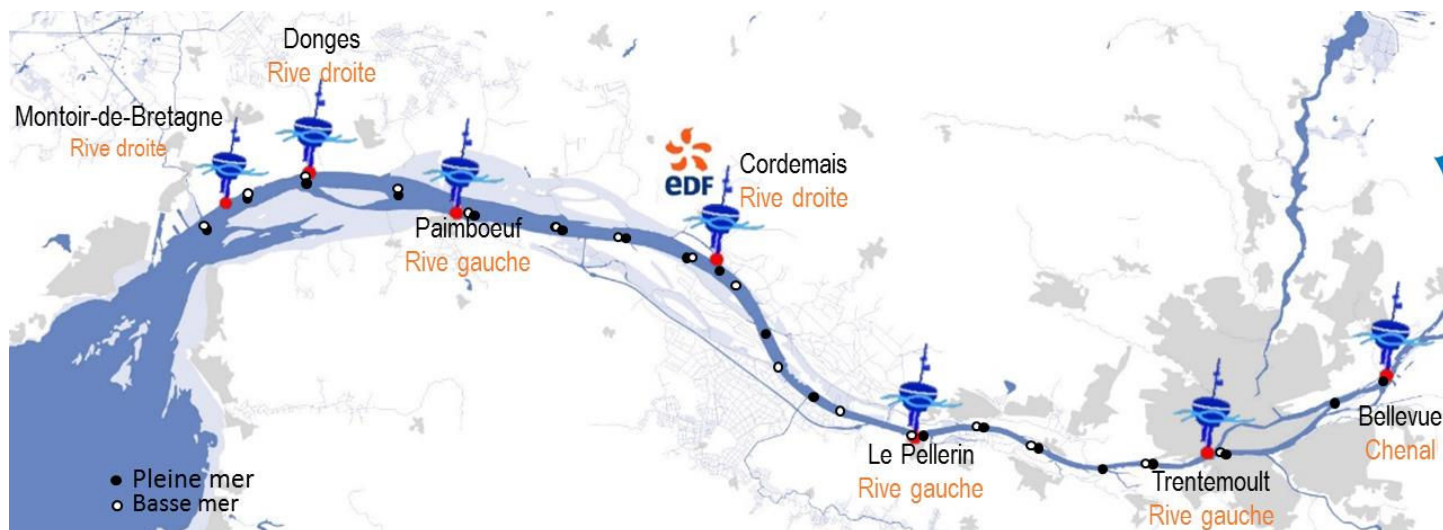 Donges
Rive droite
Montoir-de-Bretagne
Rive droite
eDF
Cordemais
Rive droite
Paimboeuf
Rive gauche
Le Pellerin
Rive gauche
Bellevue
Chenal
Trentemoult
Rive gauche
Pleine mer
Basse mer